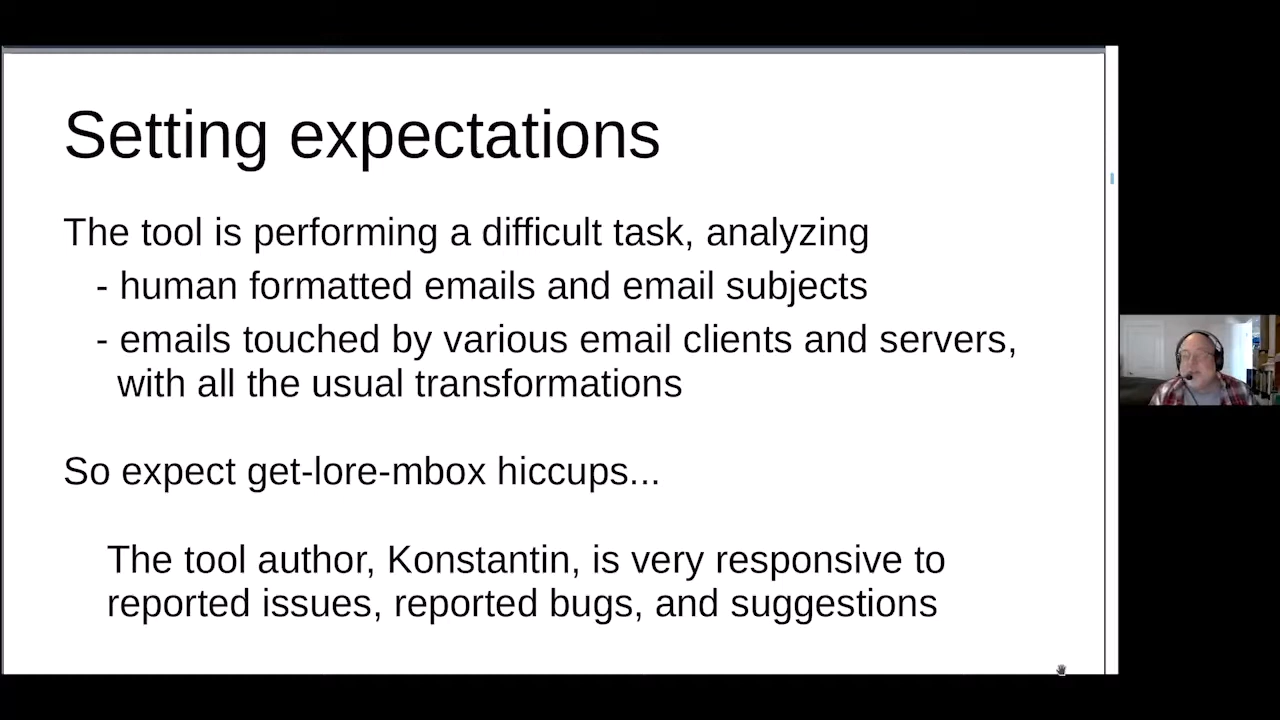 Setting expectations
The tool is performing a difficult task, analyzing
- human formatted emails and email subjects
- emails touched by various email clients and servers,
with all the usual transformations
So expect get-lore-mbox hiccups...
The tool author, Konstantin, is very responsive to
reported issues, reported bugs, and suggestions